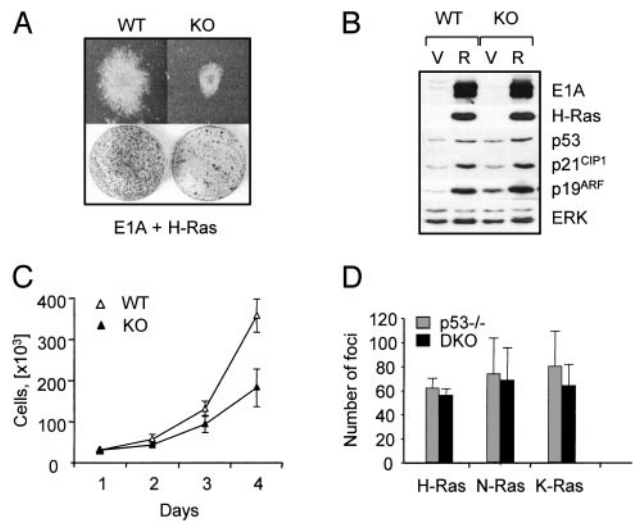 A
WT KO
E1A + H-Ras
B
WT KO
V R V R
E1A
H-Ras
p53
p21CIP1
p19ARF
ERK
C
Cells, [x10³]
400
300
200
100
0
WT
KO
1 2 3 4
Days
D
Number of foci
120
100
80
60
40
20
0
p53-/-
DKO
H-Ras N-Ras K-Ras